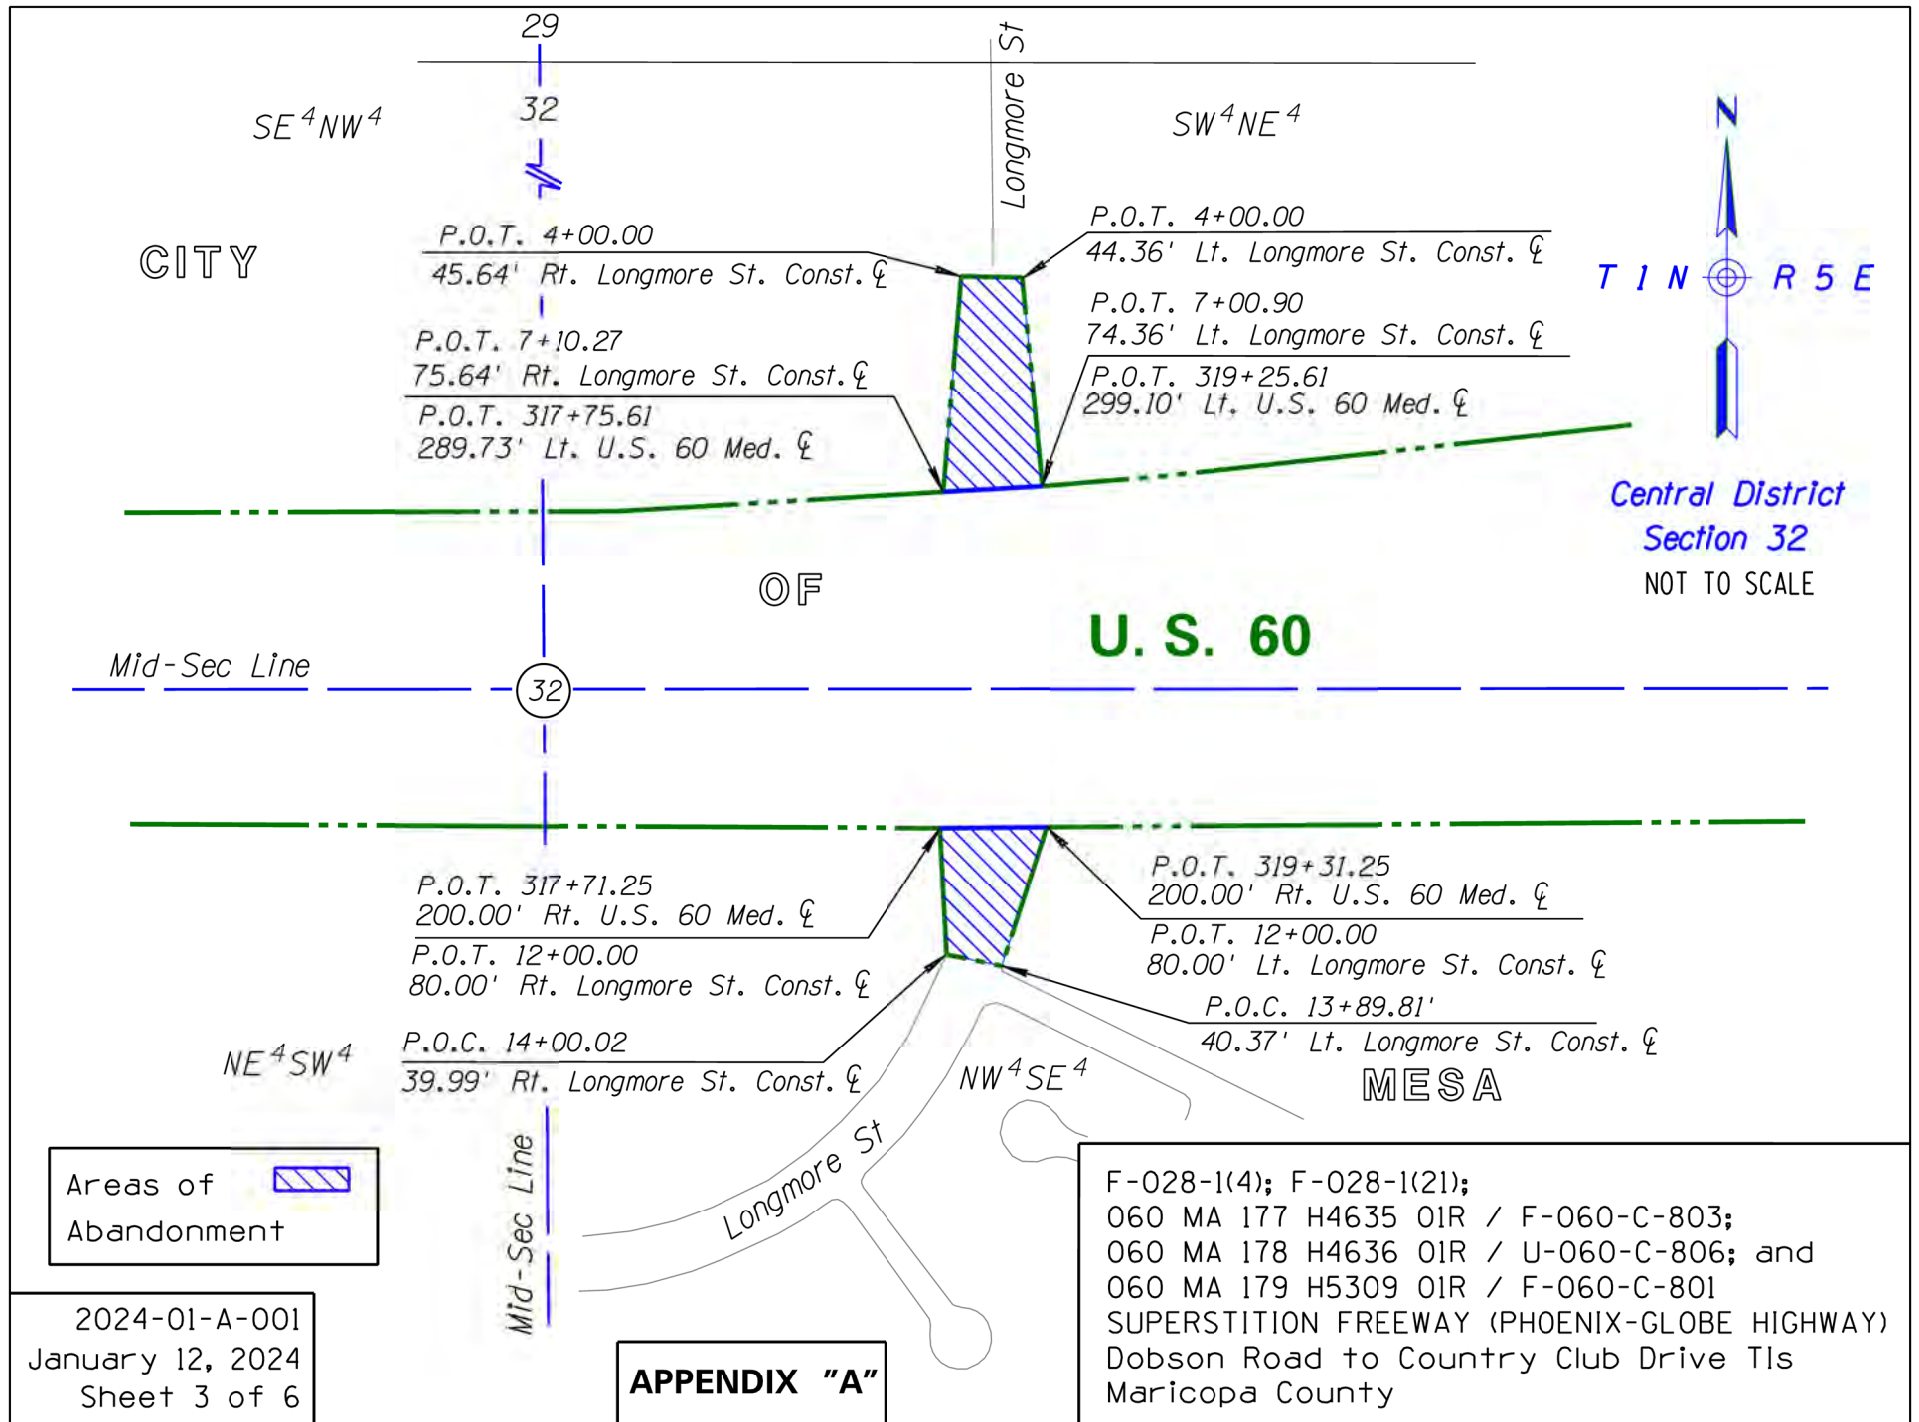 29
32
SE⁴NW⁴
Longmore St
SW⁴NE⁴
N
T 1 N R 5 E
CITY
P.O.T. 4+00.00
45.64' Rt. Longmore St. Const. ℄
P.O.T. 7+10.27
75.64' Rt. Longmore St. Const. ℄
P.O.T. 317+75.61
289.73' Lt. U.S. 60 Med. ℄
P.O.T. 4+00.00
44.36' Lt. Longmore St. Const. ℄
P.O.T. 7+00.90
74.36' Lt. Longmore St. Const. ℄
P.O.T. 319+25.61
299.10' Lt. U.S. 60 Med. ℄
Central District
Section 32
NOT TO SCALE
OF
U. S. 60
Mid-Sec Line
32
P.O.T. 317+71.25
200.00' Rt. U.S. 60 Med. ℄
P.O.T. 12+00.00
80.00' Rt. Longmore St. Const. ℄
P.O.C. 14+00.02
39.99' Rt. Longmore St. Const. ℄
P.O.T. 319+31.25
200.00' Rt. U.S. 60 Med. ℄
P.O.T. 12+00.00
80.00' Lt. Longmore St. Const. ℄
P.O.C. 13+89.81'
40.37' Lt. Longmore St. Const. ℄
NE⁴SW⁴
NW⁴SE⁴
MESA
Mid-Sec Line
Longmore St
Areas of
Abandonment
2024-01-A-001
January 12, 2024
Sheet 3 of 6
APPENDIX "A"
F-028-1(4); F-028-1(21);
060 MA 177 H4635 01R / F-060-C-803;
060 MA 178 H4636 01R / U-060-C-806; and
060 MA 179 H5309 01R / F-060-C-801
SUPERSTITION FREEWAY (PHOENIX-GLOBE HIGHWAY)
Dobson Road to Country Club Drive TIs
Maricopa County